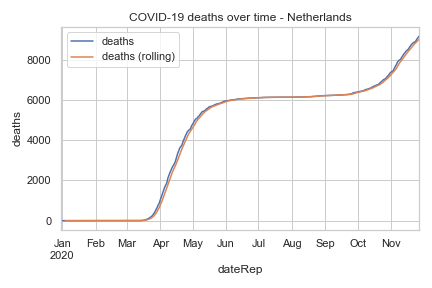 COVID-19 deaths over time - Netherlands
deaths
deaths (rolling)
8000
6000
4000
2000
0
deaths
Jan Feb Mar Apr May Jun Jul Aug Sep Oct Nov
2020
dateRep